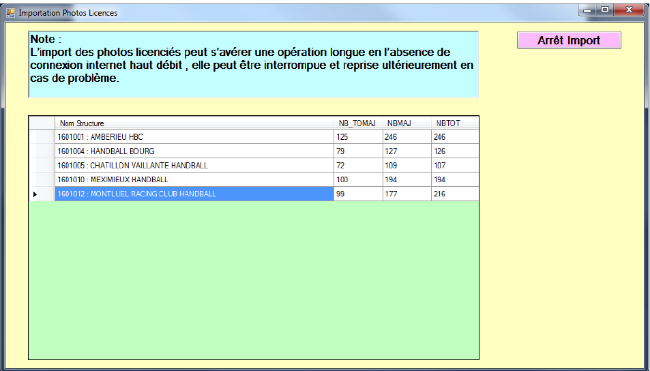 Importation Photos Licences
Note :
L'import des photos licenciés peut s'avérer une opération longue en l'absence de
connexion internet haut débit , elle peut être interrompue et reprise ultérieurement en
cas de problème.
Arrêt Import
Nom Structure NB_TOMAJ NBMAJ NBTOT
1601001 : AMBERIEU HBC 125 246 246
1601004 : HANDBALL BOURG 79 127 126
1601005 : CHATILLON VAILLANTE HANDBALL 72 109 107
1601010 : MEXIMIEUX HANDBALL 100 194 194
1601012 : MONTLUEL RACING CLUB HANDBALL 99 177 216